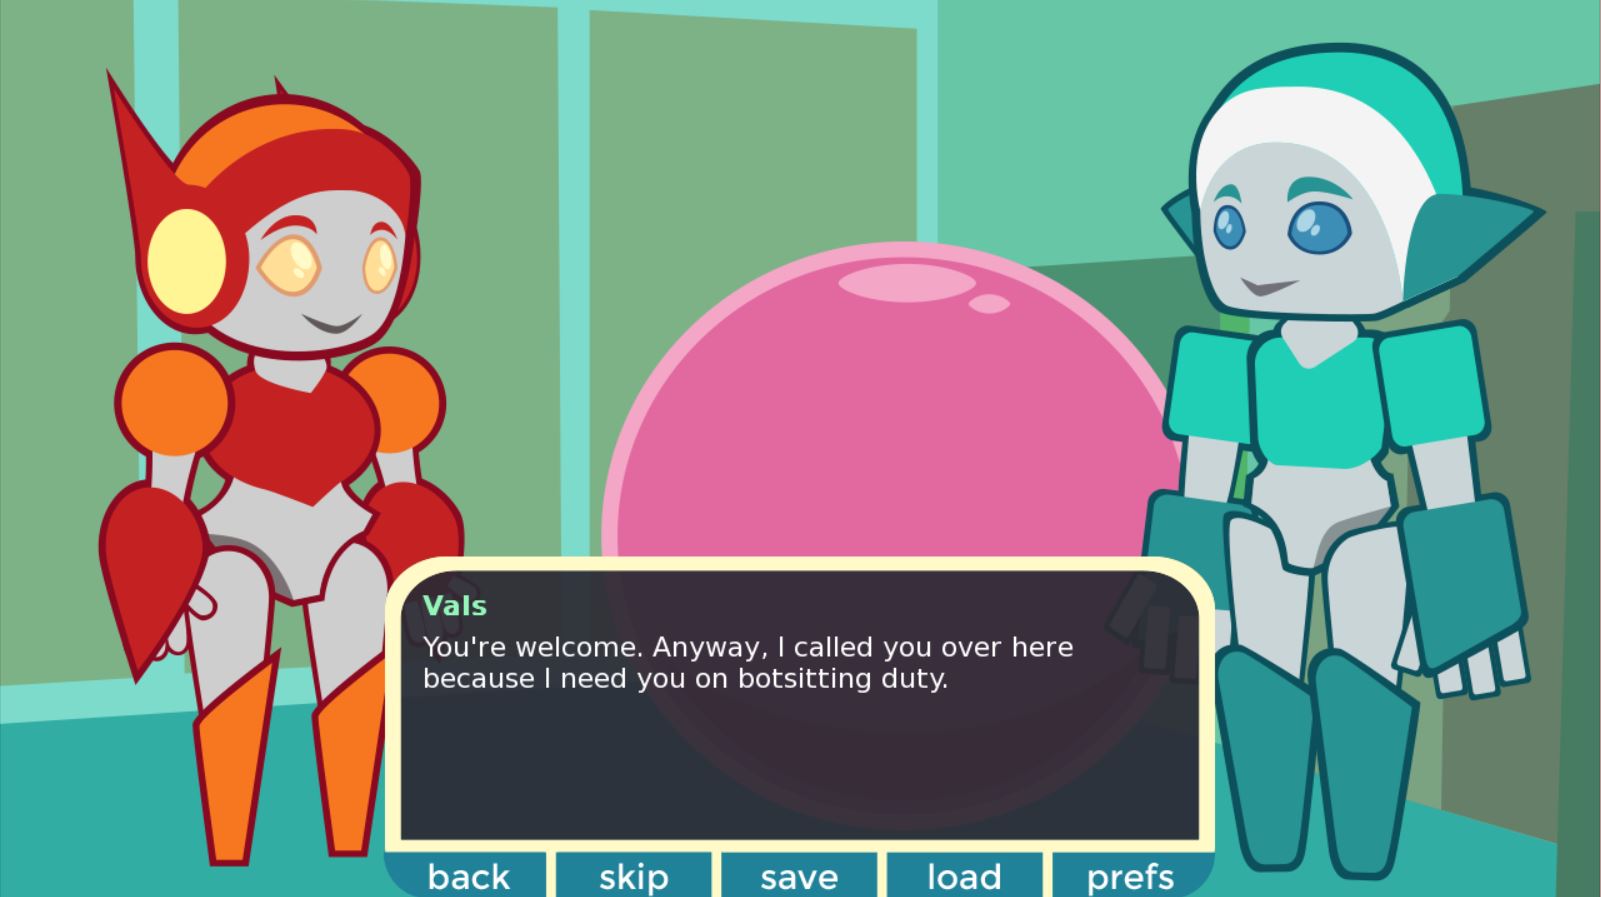 Vals
You're welcome. Anyway, I called you over here
because I need you on botsitting duty.
back skip save load prefs